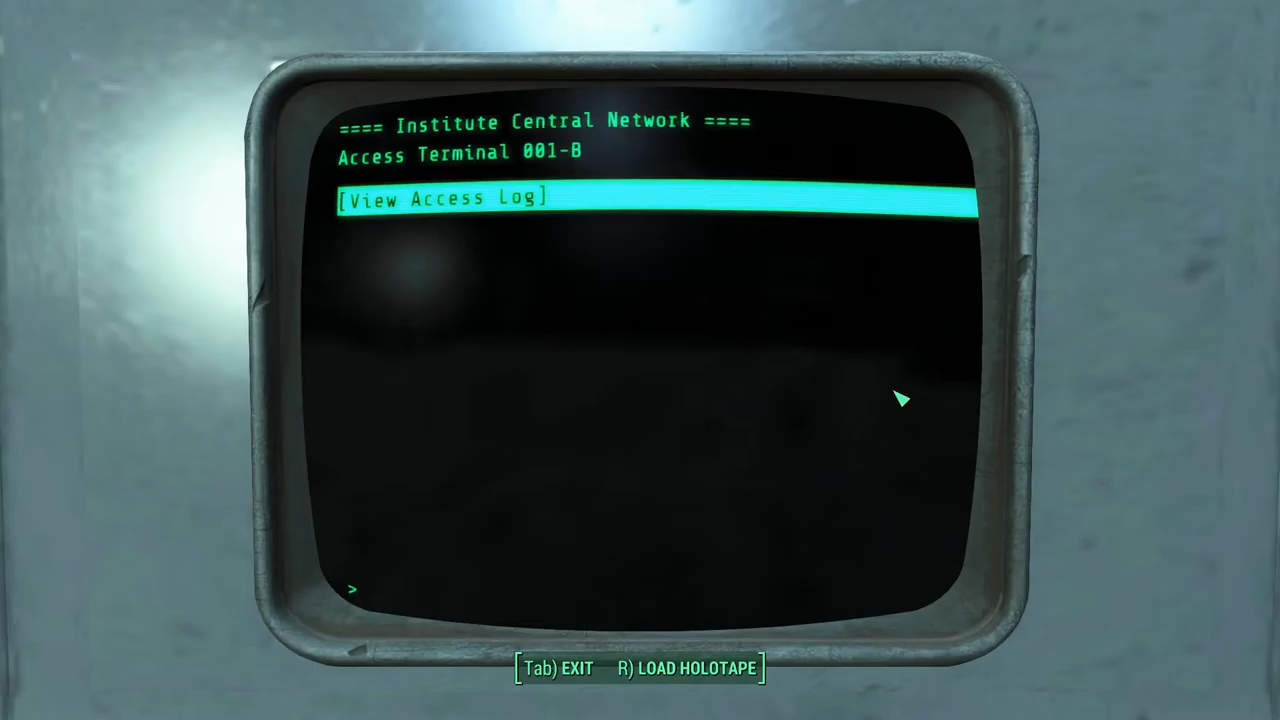 ==== Institute Central Network ====
Access Terminal 001-B
[View Access Log]
>
Tab) EXIT R) LOAD HOLOTAPE